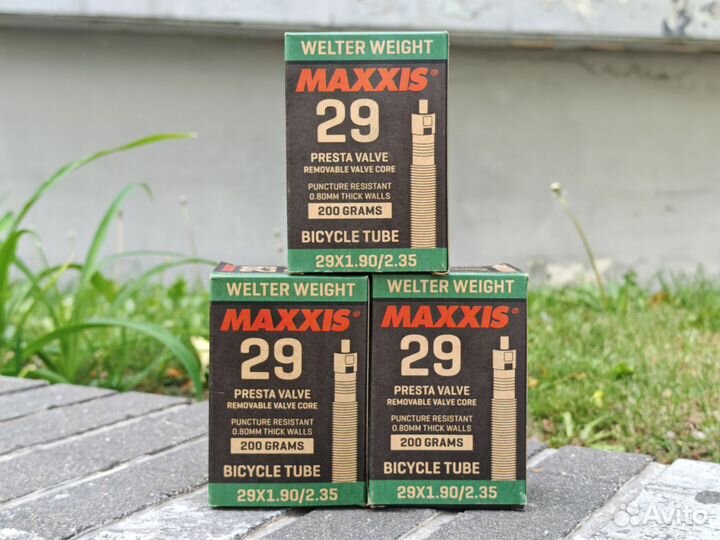 WELTER WEIGHT
MAXXIS®
29
PRESTA VALVE
REMOVABLE VALVE CORE
PUNCTURE RESISTANT
0.80MM THICK WALLS
200 GRAMS
BICYCLE TUBE
29X1.90/2.35
WELTER WEIGHT
MAXXIS®
29
PRESTA VALVE
REMOVABLE VALVE CORE
PUNCTURE RESISTANT
0.80MM THICK WALLS
200 GRAMS
BICYCLE TUBE
29X1.90/2.35
WELTER WEIGHT
MAXXIS®
29
PRESTA VALVE
REMOVABLE VALVE CORE
PUNCTURE RESISTANT
0.80MM THICK WALLS
200 GRAMS
BICYCLE TUBE
29X1.90/2.35
Avito